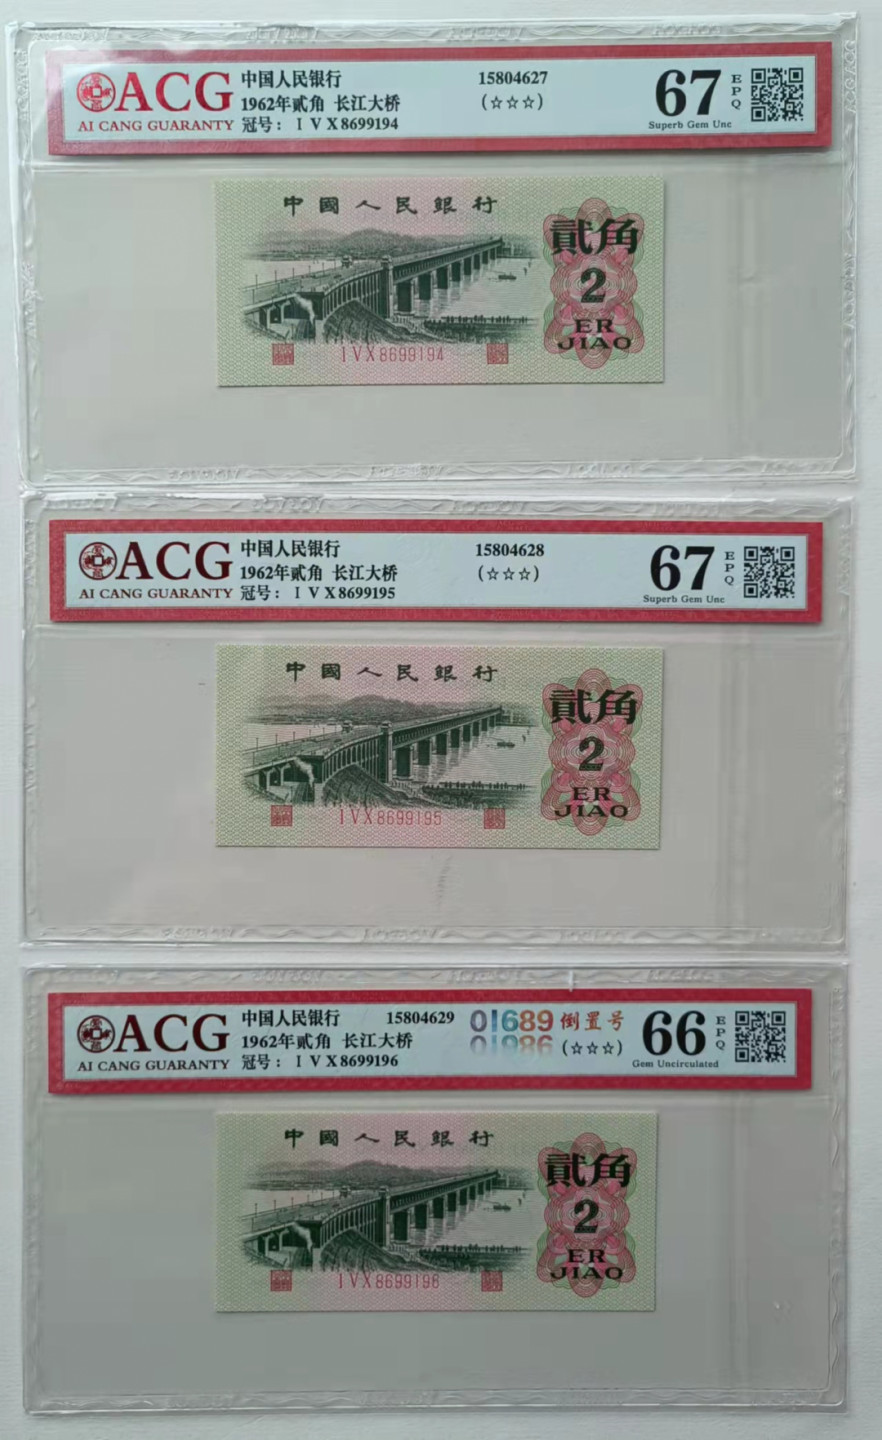 ACG
AI CANG GUARANTY
中国人民银行
1962年贰角 长江大桥
冠号：ⅠⅤⅩ8699194
15804627
(☆☆☆)
67
EPQ
Superb Gem Unc
中國人民銀行
貳角
2
ER
JIAO
ⅠⅤⅩ8699194
ACG
AI CANG GUARANTY
中国人民银行
1962年贰角 长江大桥
冠号：ⅠⅤⅩ8699195
15804628
(☆☆☆)
67
EPQ
Superb Gem Unc
中國人民銀行
貳角
2
ER
JIAO
ⅠⅤⅩ8699195
ACG
AI CANG GUARANTY
中国人民银行
1962年贰角 长江大桥
冠号：ⅠⅤⅩ8699196
15804629
01689 倒置号
(☆☆☆)
66
EPQ
Gem Uncirculated
中國人民銀行
貳角
2
ER
JIAO
ⅠⅤⅩ8699196